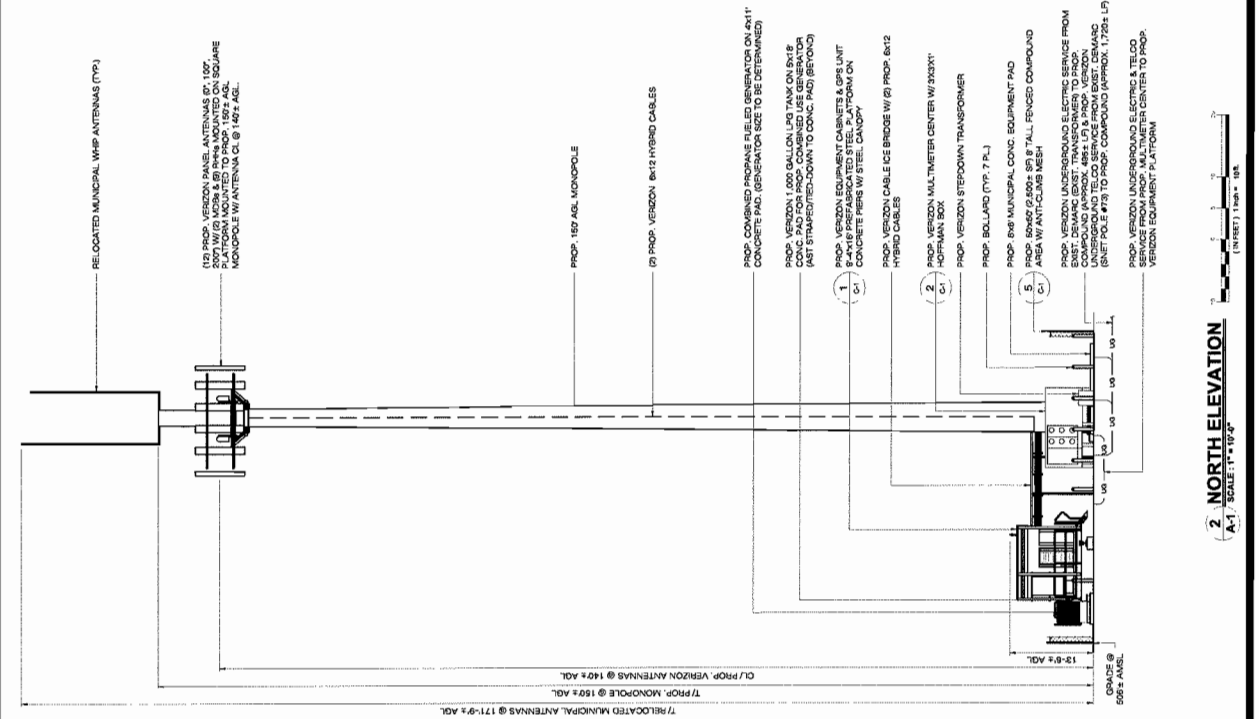 RELOCATED MUNICIPAL WHIP ANTENNAS (TYP.)
(12) PROP. VERIZON PANEL ANTENNAS (0°, 100°,
200°) W/ (2) MDBs & (9) RRHs MOUNTED ON SQUARE
PLATFORM MOUNTED TO PROP. 150'± AGL
MONOPOLE W/ ANTENNA CL @ 140'± AGL.
PROP. 150' AGL MONOPOLE
(2) PROP. VERIZON 6x12 HYBRID CABLES
PROP. COMBINED PROPANE FUELED GENERATOR ON 4'x11'
CONCRETE PAD. (GENERATOR SIZE TO BE DETERMINED)
PROP. VERIZON 1,000 GALLON LPG TANK ON 5'x18'
CONC. PAD FOR PROP. COMBINED USE GENERATOR
(AST STRAPED/TIED-DOWN TO CONC. PAD) (BEYOND)
1
C-1
PROP. VERIZON EQUIPMENT CABINETS & GPS UNIT
9'-4"x16' PREFABRICATED STEEL PLATFORM ON
CONCRETE PIERS W/ STEEL CANOPY
PROP. VERIZON CABLE ICE BRIDGE W/ (2) PROP. 6x12
HYBRID CABLES
2
C-1
PROP. VERIZON MULTIMETER CENTER W/ 3'X3'X1'
HOFFMAN BOX
PROP. VERIZON STEPDOWN TRANSFORMER
PROP. BOLLARD (TYP. 7 PL.)
PROP. 8'x8' MUNICIPAL CONC. EQUIPMENT PAD
5
C-1
PROP. 50'x50' (2,500± SF) 8' TALL FENCED COMPOUND
AREA W/ ANTI-CLIMB MESH
PROP. VERIZON UNDERGROUND ELECTRIC SERVICE FROM
EXIST. DEMARC (EXIST. TRANSFORMER) TO PROP.
COMPOUND (APPROX. 495± LF) & PROP. VERIZON
UNDERGROUND TELCO SERVICE FROM EXIST. DEMARC
(SNET POLE #73) TO PROP. COMPOUND (APPROX. 1,720± LF)
PROP. VERIZON UNDERGROUND ELECTRIC & TELCO
SERVICE FROM PROP. MULTIMETER CENTER TO PROP.
VERIZON EQUIPMENT PLATFORM
UG
UG
UG
UG
UG
T/ RELOCATED MUNICIPAL ANTENNAS @ 171'-9"± AGL
T/ PROP. MONOPOLE @ 150'± AGL
CL/ PROP. VERIZON ANTENNAS @ 140'± AGL
13'-6"± AGL
GRADE @
506'± AMSL
2
A-1
NORTH ELEVATION
SCALE : 1" = 10'-0"
( IN FEET ) 1 inch = 10ft.